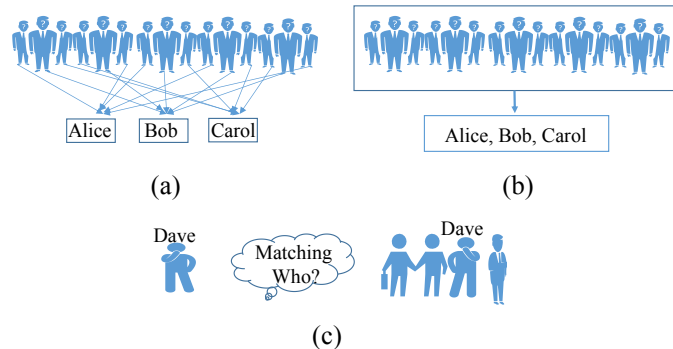 Alice
Bob
Carol
Alice, Bob, Carol
(a)
(b)
Dave
Matching
Who?
Dave
(c)